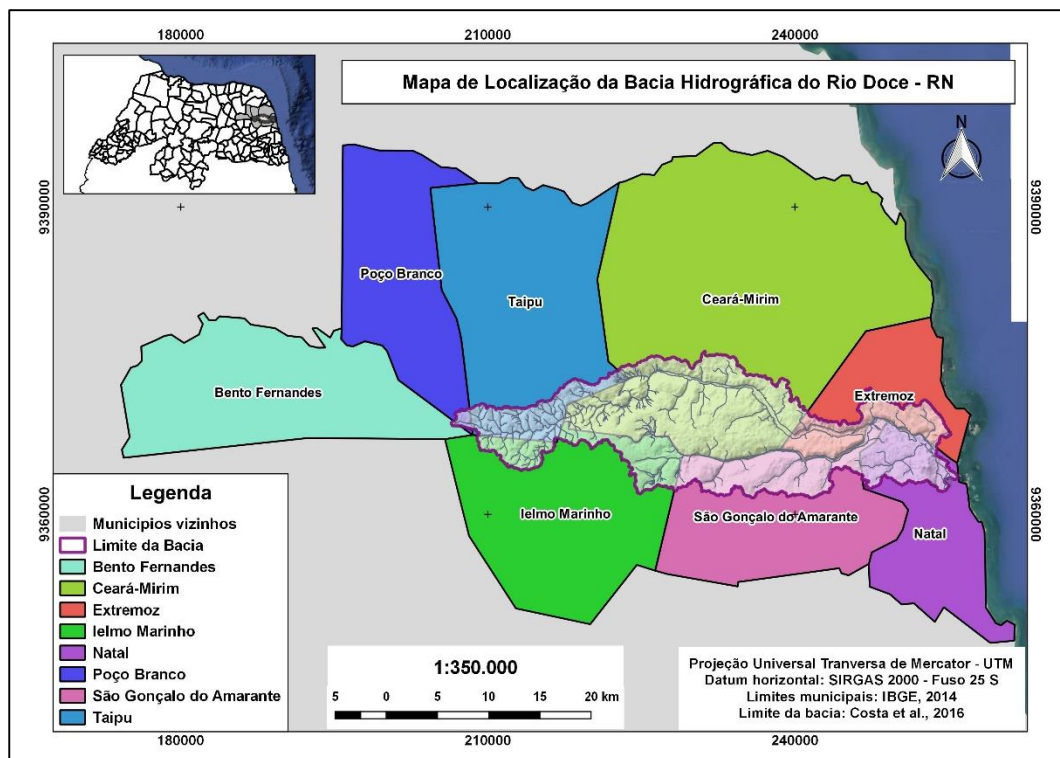 180000
210000
240000
Mapa de Localização da Bacia Hidrográfica do Rio Doce - RN
N
9390000
9390000
Poço Branco
Taipu
Ceará-Mirim
Bento Fernandes
Extremoz
Ielmo Marinho
São Gonçalo do Amarante
Natal
9360000
9360000
Legenda
Municipios vizinhos
Limite da Bacia
Bento Fernandes
Ceará-Mirim
Extremoz
Ielmo Marinho
Natal
Poço Branco
São Gonçalo do Amarante
Taipu
1:350.000
5 0 5 10 15 20 km
Projeção Universal Tranversa de Mercator - UTM
Datum horizontal: SIRGAS 2000 - Fuso 25 S
Limites municipais: IBGE, 2014
Limite da bacia: Costa et al., 2016
180000
210000
240000